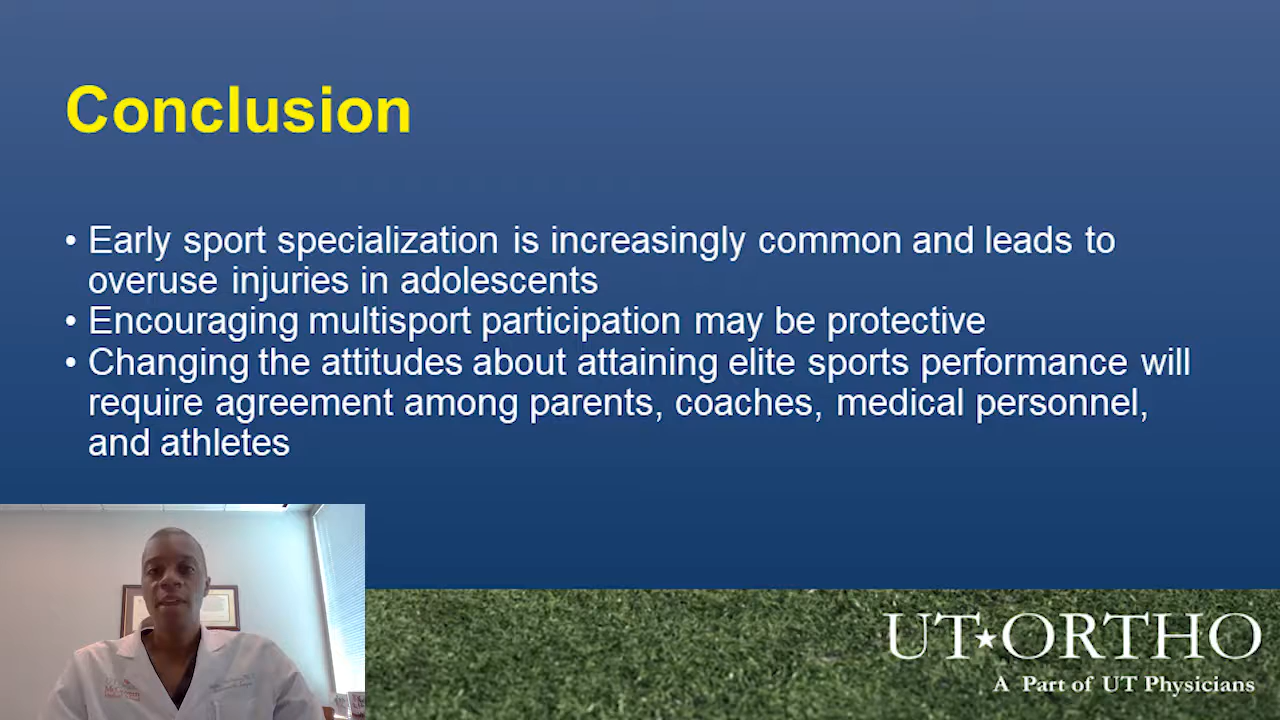 Conclusion
• Early sport specialization is increasingly common and leads to
overuse injuries in adolescents
• Encouraging multisport participation may be protective
• Changing the attitudes about attaining elite sports performance will
require agreement among parents, coaches, medical personnel,
and athletes
UT★ORTHO
A Part of UT Physicians